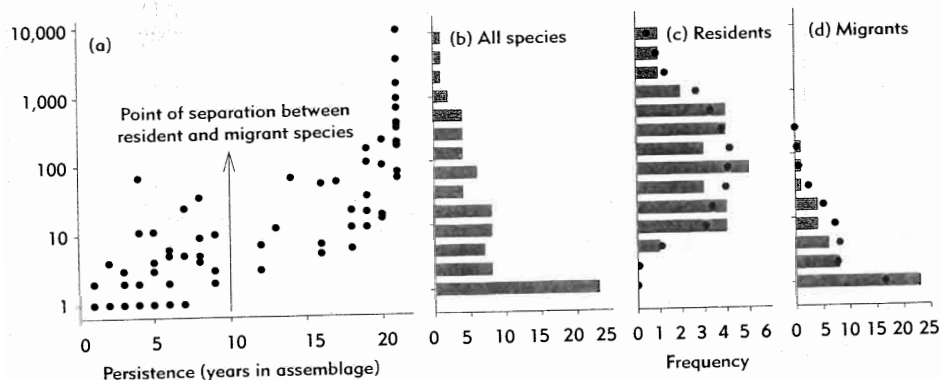 10,000
1,000
100
10
1
(a)
Point of separation between
resident and migrant species
0 5 10 15 20
Persistence (years in assemblage)
(b) All species
0 5 10 15 20 25
(c) Residents
0 1 2 3 4 5 6
Frequency
(d) Migrants
0 5 10 15 20 25